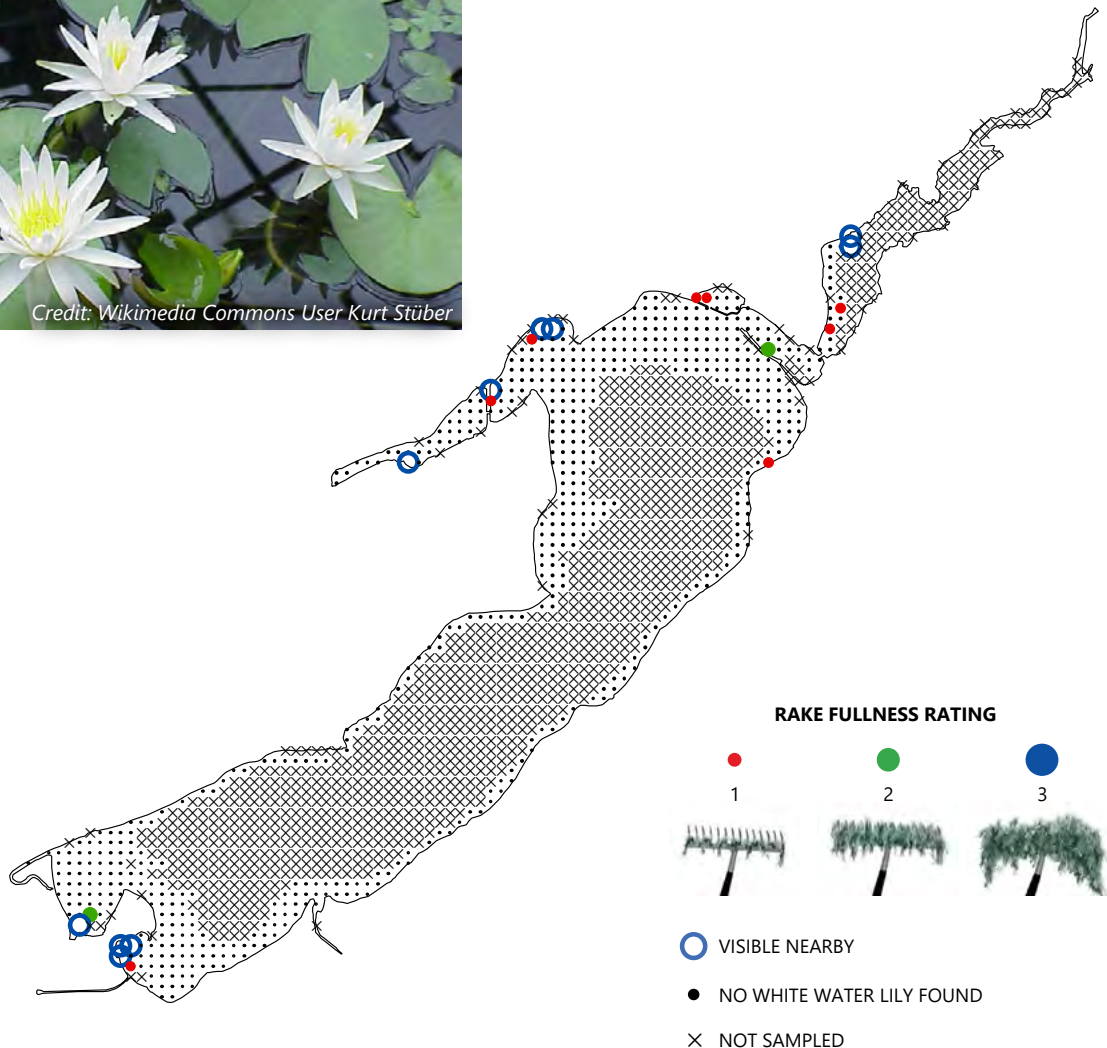 Credit: Wikimedia Commons User Kurt Stüber
RAKE FULLNESS RATING
1
2
3
VISIBLE NEARBY
NO WHITE WATER LILY FOUND
NOT SAMPLED